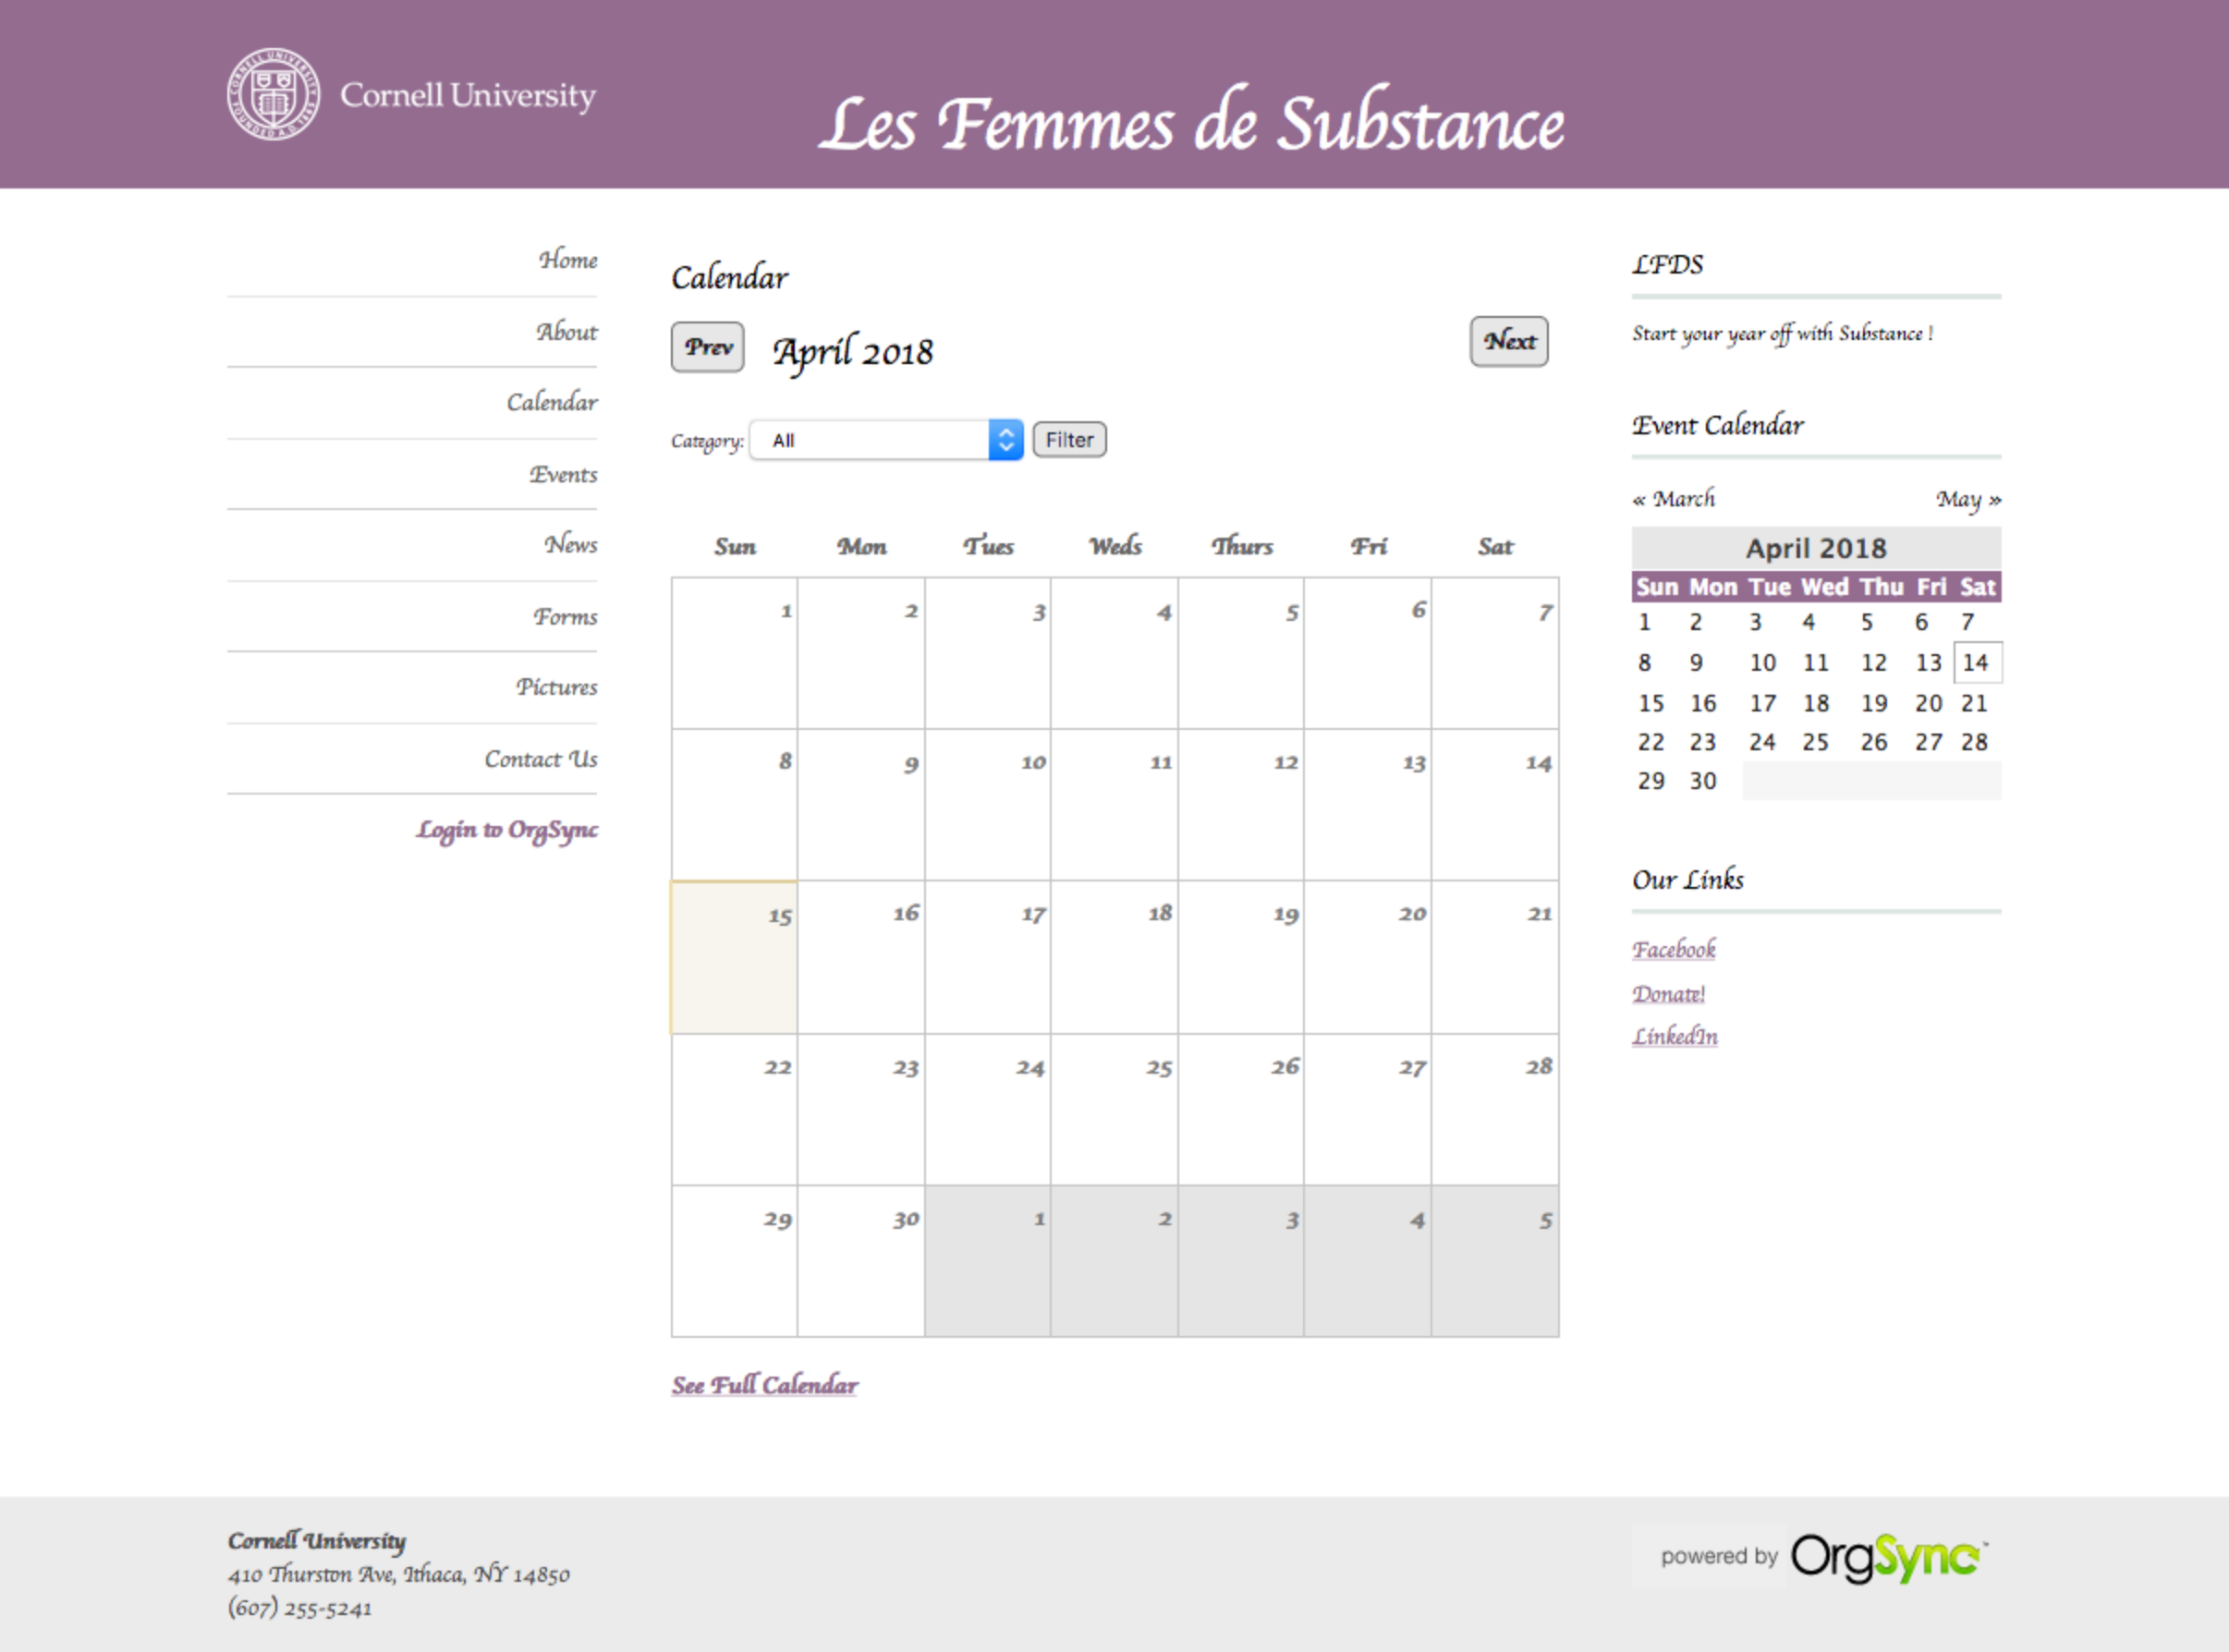 Cornell University
Les Femmes de Substance
Home
About
Calendar
Events
News
Forms
Pictures
Contact Us
Login to OrgSync
Calendar
Prev April 2018 Next
Category: All Filter
Sun Mon Tues Weds Thurs Fri Sat
1 2 3 4 5 6 7
8 9 10 11 12 13 14
15 16 17 18 19 20 21
22 23 24 25 26 27 28
29 30 1 2 3 4 5
See Full Calendar
LFDS
Start your year off with Substance !
Event Calendar
« March May »
April 2018
Sun Mon Tue Wed Thu Fri Sat
1 2 3 4 5 6 7
8 9 10 11 12 13 14
15 16 17 18 19 20 21
22 23 24 25 26 27 28
29 30
Our Links
Facebook
Donate!
LinkedIn
Cornell University
410 Thurston Ave, Ithaca, NY 14850
(607) 255-5241
powered by OrgSync